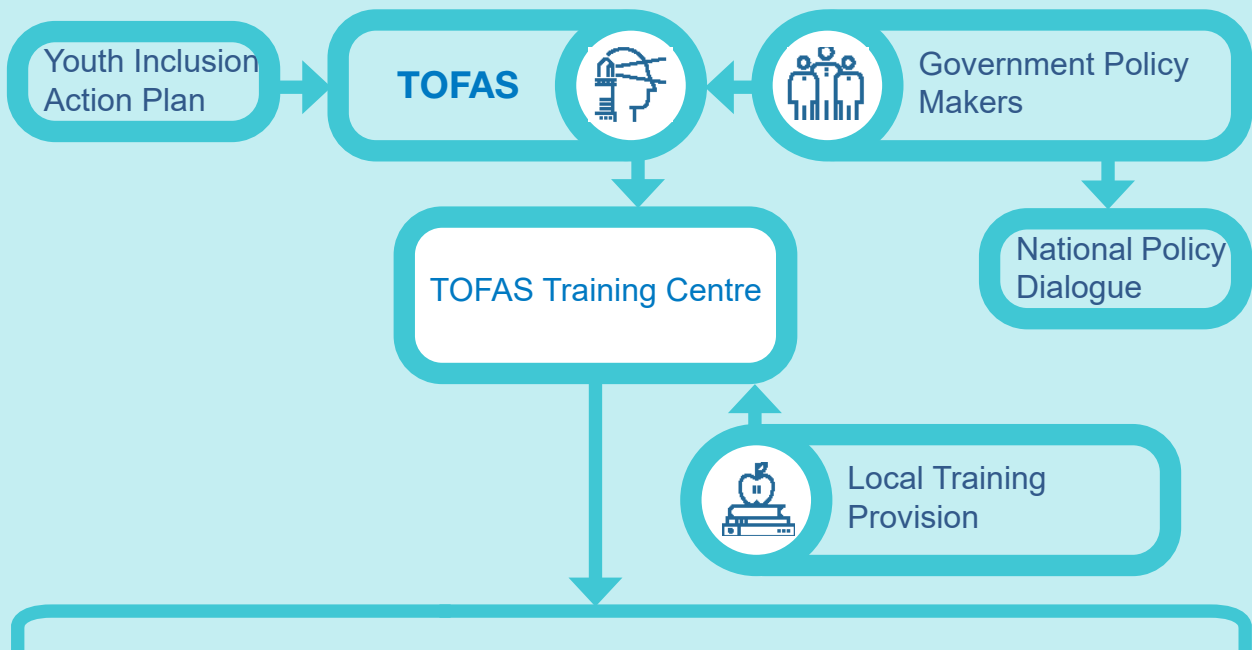 Youth Inclusion
Action Plan
TOFAS
Government Policy
Makers
National Policy
Dialogue
TOFAS Training Centre
Local Training
Provision